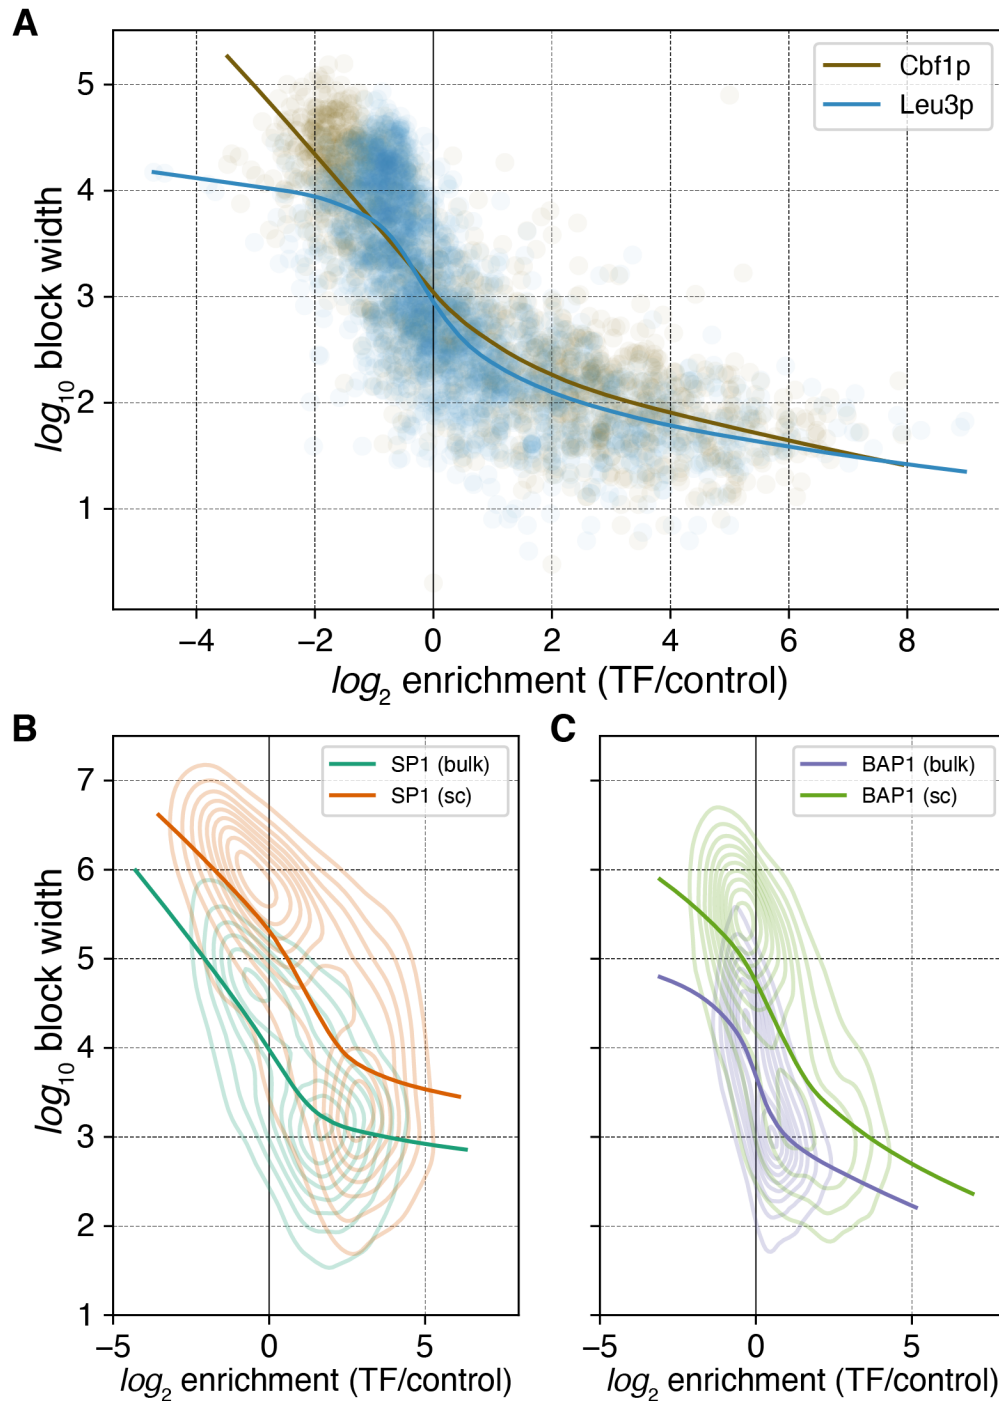 A
5
4
3
2
1
log10 block width
Cbf1p
Leu3p
−4 −2 0 2 4 6 8
log2 enrichment (TF/control)
B
7
6
5
4
3
2
1
log10 block width
SP1 (bulk)
SP1 (sc)
−5 0 5
log2 enrichment (TF/control)
C
BAP1 (bulk)
BAP1 (sc)
−5 0 5
log2 enrichment (TF/control)